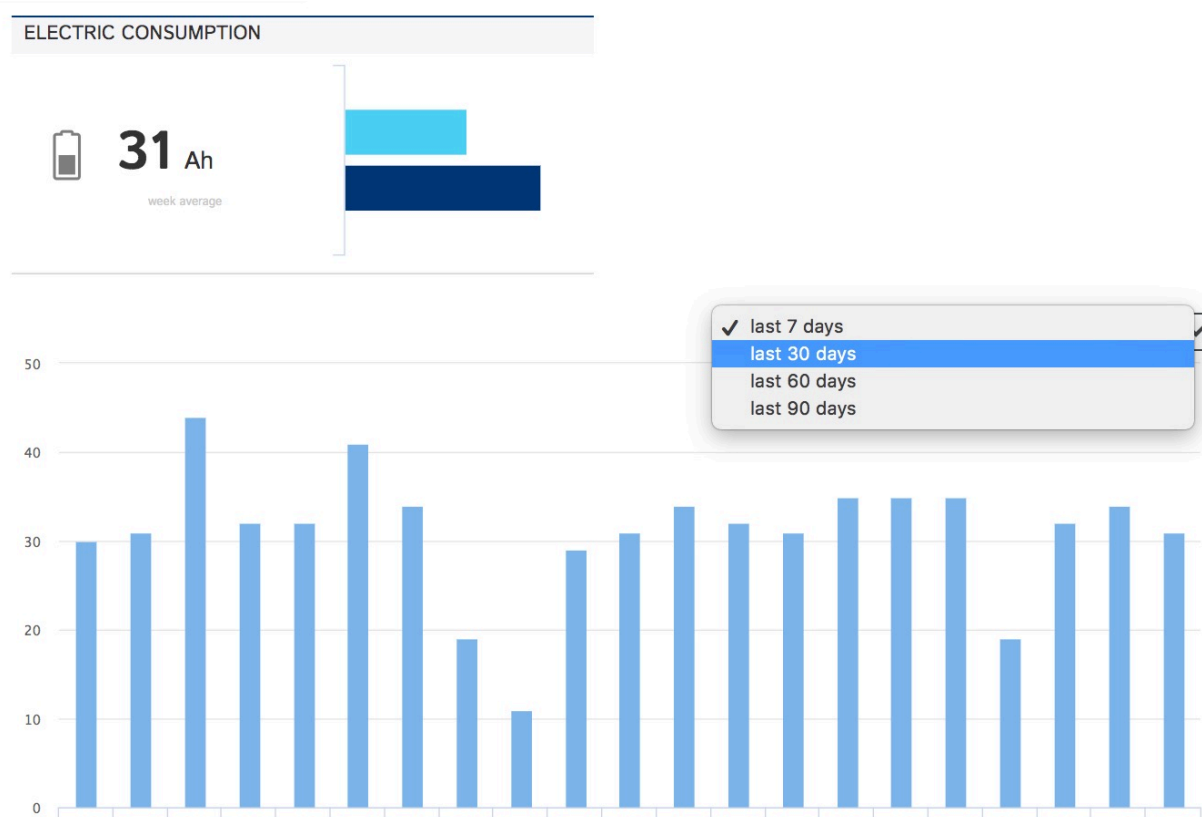 ELECTRIC CONSUMPTION
31 Ah
week average
✓ last 7 days
last 30 days
last 60 days
last 90 days
50
40
30
20
10
0